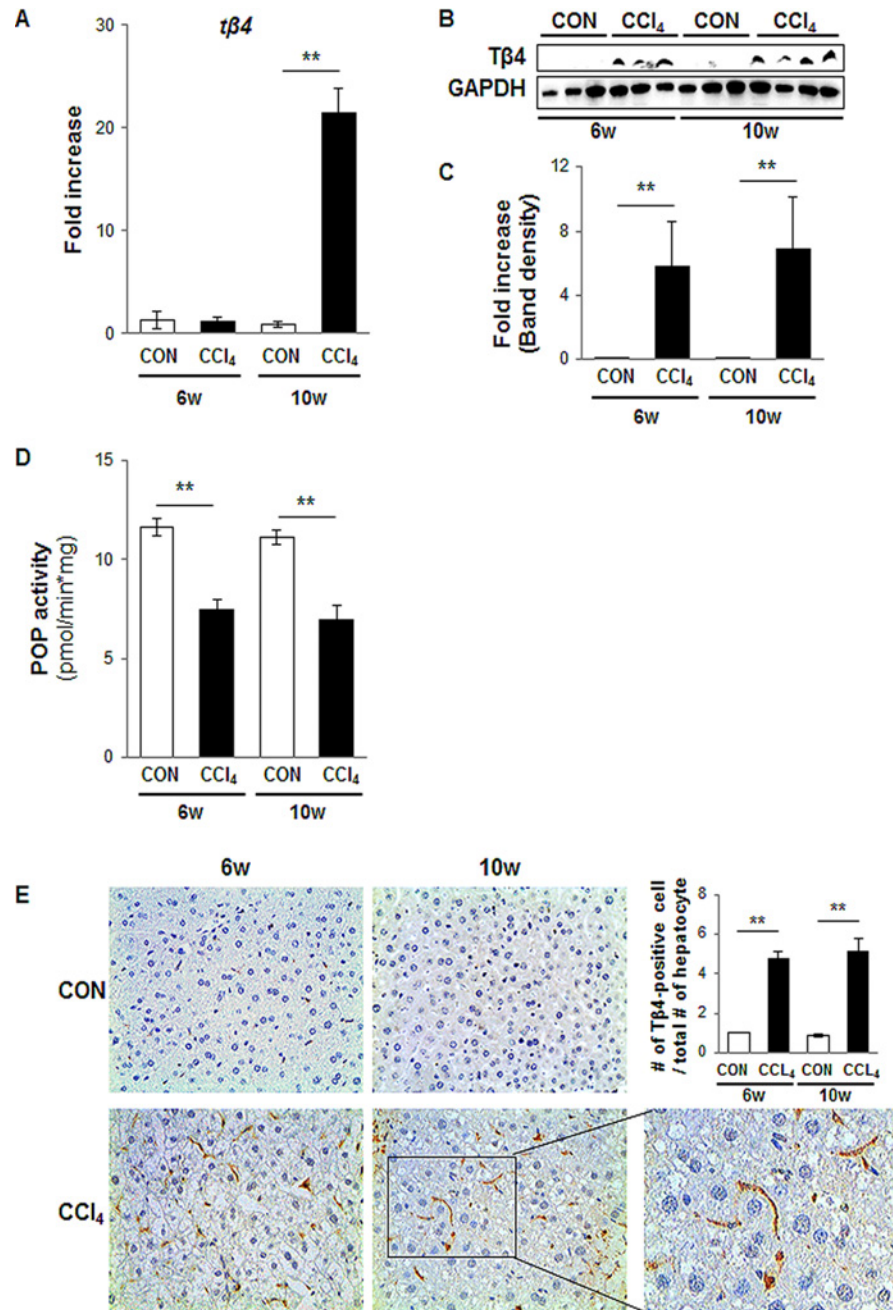 A
tβ4
Fold increase
30
20
10
0
**
CON CCl₄ CON CCl₄
6w 10w
B
CON CCl₄ CON CCl₄
Tβ4
GAPDH
6w 10w
C
Fold increase
(Band density)
12
8
4
0
** **
CON CCl₄ CON CCl₄
6w 10w
D
POP activity
(pmol/min*mg)
15
10
5
0
** **
CON CCl₄ CON CCl₄
6w 10w
E
6w 10w
CON
CCl₄
# of Tβ4-positive cell
/ total # of hepatocyte
8
6
4
2
0
** **
CON CCL₄ CON CCL₄
6w 10w